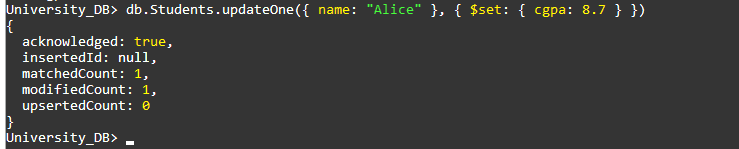 University_DB> db.Students.updateOne({ name: "Alice" }, { $set: { cgpa: 8.7 } })
{
  acknowledged: true,
  insertedId: null,
  matchedCount: 1,
  modifiedCount: 1,
  upsertedCount: 0
}
University_DB> _